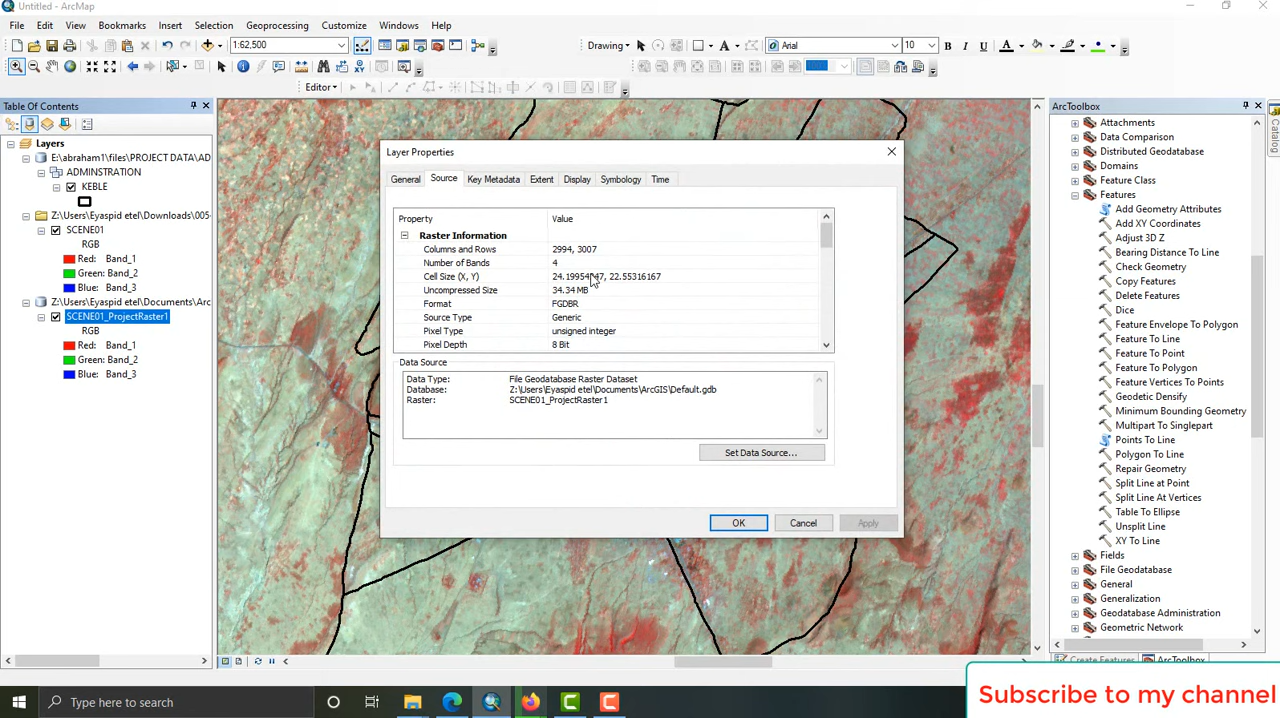 Untitled - ArcMap
File Edit View Bookmarks Insert Selection Geoprocessing Customize Windows Help
1:62,500
Drawing
Arial
10
B I U A
Editor
Table Of Contents
Layers
E:\abraham1\files\PROJECT DATA\AD
ADMINSTRATION
KEBLE
Z:\Users\Eyaspid etel\Downloads\005
SCENE01
RGB
Red: Band_1
Green: Band_2
Blue: Band_3
Z:\Users\Eyaspid etel\Documents\Arc
SCENE01_ProjectRaster1
RGB
Red: Band_1
Green: Band_2
Blue: Band_3
Layer Properties
General Source Key Metadata Extent Display Symbology Time
Property Value
Raster Information
Columns and Rows 2994, 3007
Number of Bands 4
Cell Size (X, Y)
22.55316167
Uncompressed Size 34.34 MB
Format FGDBR
Source Type Generic
Pixel Type unsigned integer
Pixel Depth 8 Bit
Data Source
Data Type: File Geodatabase Raster Dataset
Database: Z:\Users\Eyaspid etel\Documents\ArcGIS\Default.gdb
Raster: SCENE01_ProjectRaster1
Set Data Source...
OK Cancel Apply
ArcToolbox
Attachments
Data Comparison
Distributed Geodatabase
Domains
Feature Class
Features
Add Geometry Attributes
Add XY Coordinates
Adjust 3D Z
Bearing Distance To Line
Check Geometry
Copy Features
Delete Features
Dice
Feature Envelope To Polygon
Feature To Line
Feature To Point
Feature To Polygon
Feature Vertices To Points
Geodetic Densify
Minimum Bounding Geometry
Multipart To Singlepart
Points To Line
Polygon To Line
Repair Geometry
Split Line at Point
Split Line At Vertices
Table To Ellipse
Unsplit Line
XY To Line
Fields
File Geodatabase
General
Generalization
Geodatabase Administration
Geometric Network
Create Features ArcToolbox
Catalog
Type here to search
Subscribe to my channel